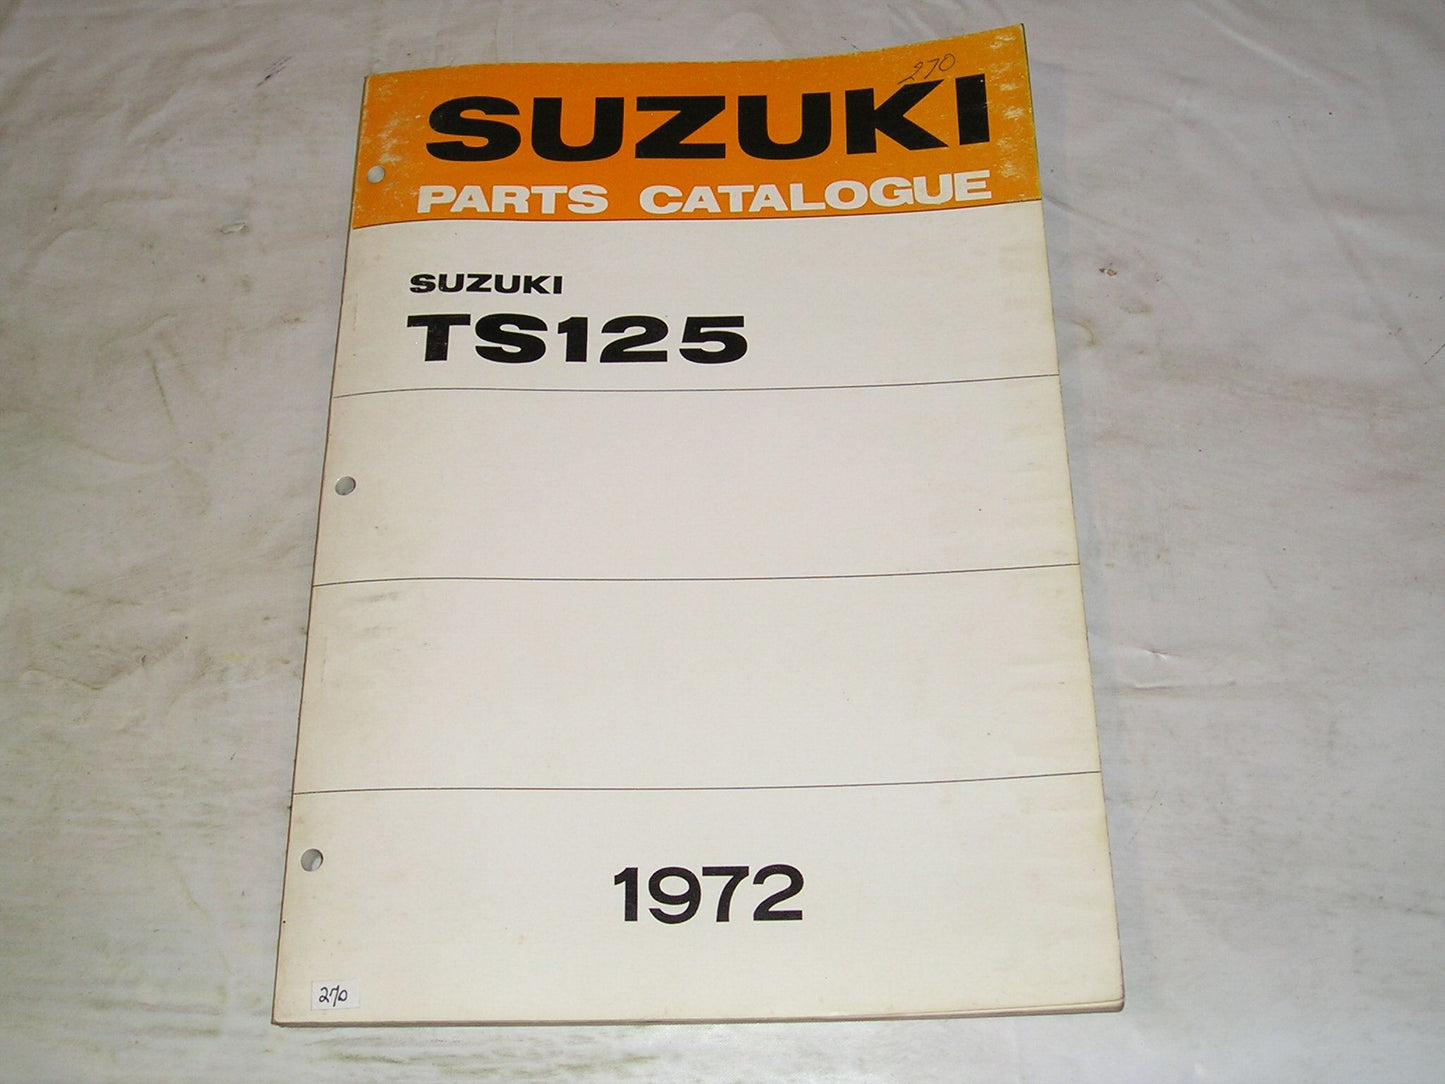 270
SUZUKI
PARTS CATALOGUE
SUZUKI
TS125
1972
270